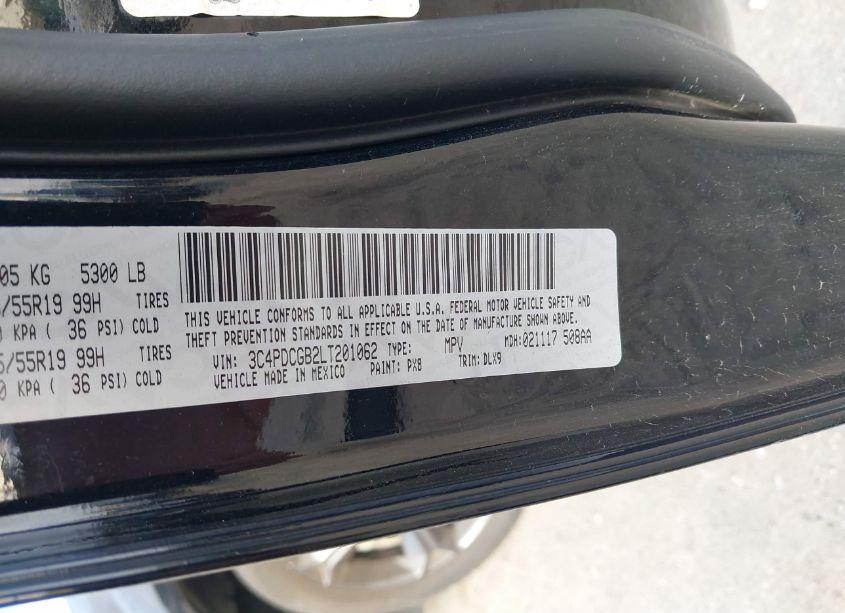 05 KG 5300 LB
/55R19 99H TIRES
KPA ( 36 PSI) COLD
/55R19 99H TIRES
0 KPA ( 36 PSI) COLD
THIS VEHICLE CONFORMS TO ALL APPLICABLE U.S.A. FEDERAL MOTOR VEHICLE SAFETY AND
THEFT PREVENTION STANDARDS IN EFFECT ON THE DATE OF MANUFACTURE SHOWN ABOVE.
VIN: 3C4PDCGB2LT201062 TYPE: MPV MDH:021117 508AA
VEHICLE MADE IN MEXICO PAINT: PX8 TRIM: DLX9